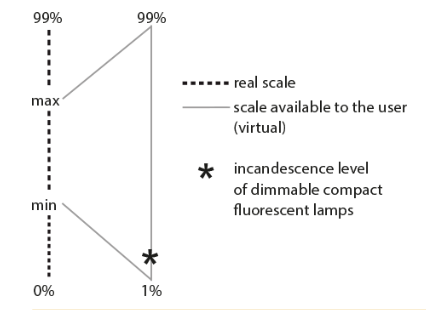 99%
99%
max
min
0%
1%
real scale
scale available to the user
(virtual)
*
incandescence level
of dimmable compact
fluorescent lamps
*